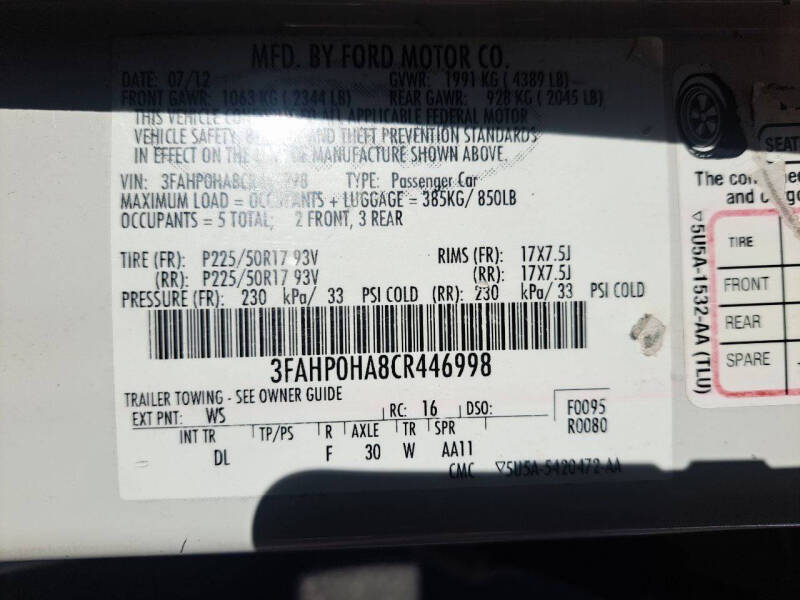 MFD. BY FORD MOTOR CO.
DATE: 07/12 GVWR: 1991 KG ( 4389 LB)
FRONT GAWR: 1063 KG ( 2344 LB) REAR GAWR: 928 KG ( 2045 LB)
THIS VEHICLE TO ALL APPLICABLE FEDERAL MOTOR
VEHICLE SAFETY, AND THEFT PREVENTION STANDARDS
IN EFFECT ON THE OF MANUFACTURE SHOWN ABOVE.
VIN: TYPE: Passenger Car
MAXIMUM LOAD = OCCUPANTS + LUGGAGE = 385KG/ 850LB
OCCUPANTS = 5 TOTAL, 2 FRONT, 3 REAR
TIRE (FR): P225/50R17 93V RIMS (FR): 17X7.5J
(RR): P225/50R17 93V (RR): 17X7.5J
PRESSURE (FR): 230 kPa/ 33 PSI COLD (RR): 230 kPa/ 33 PSI COLD
3FAHP0HA8CR446998
TRAILER TOWING - SEE OWNER GUIDE
EXT PNT: WS RC: 16 DSO: F0095
R0080
INT TR TP/PS R AXLE TR SPR
DL F 30 W AA11
CMC ▽5U5A-5420472-AA
SEAT
The
and
▽5U5A-1532-AA (TLU)
TIRE
FRONT
REAR
SPARE